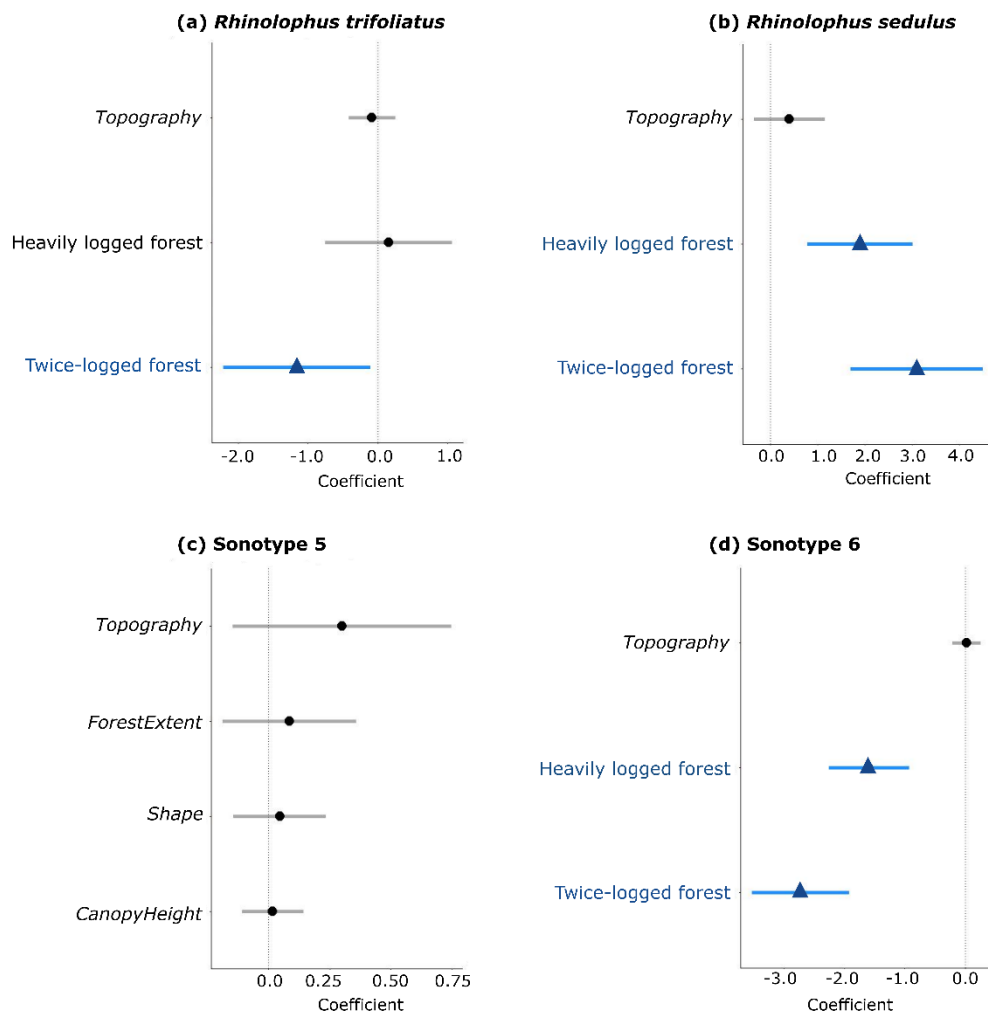 (a) Rhinolophus trifoliatus
Topography
Heavily logged forest
Twice-logged forest
-2.0 -1.0 0.0 1.0
Coefficient
(b) Rhinolophus sedulus
Topography
Heavily logged forest
Twice-logged forest
0.0 1.0 2.0 3.0 4.0
Coefficient
(c) Sonotype 5
Topography
ForestExtent
Shape
CanopyHeight
0.0 0.25 0.50 0.75
Coefficient
(d) Sonotype 6
Topography
Heavily logged forest
Twice-logged forest
-3.0 -2.0 -1.0 0.0
Coefficient